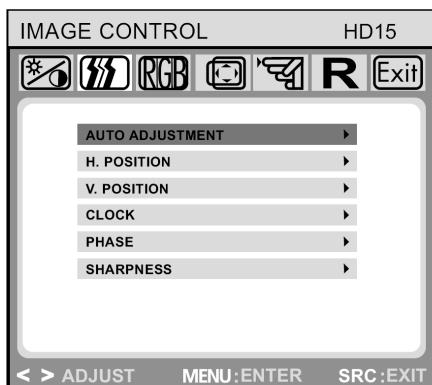 IMAGE CONTROL HD15
RGB R Exit
AUTO ADJUSTMENT
H. POSITION
V. POSITION
CLOCK
PHASE
SHARPNESS
< > ADJUST MENU:ENTER SRC:EXIT